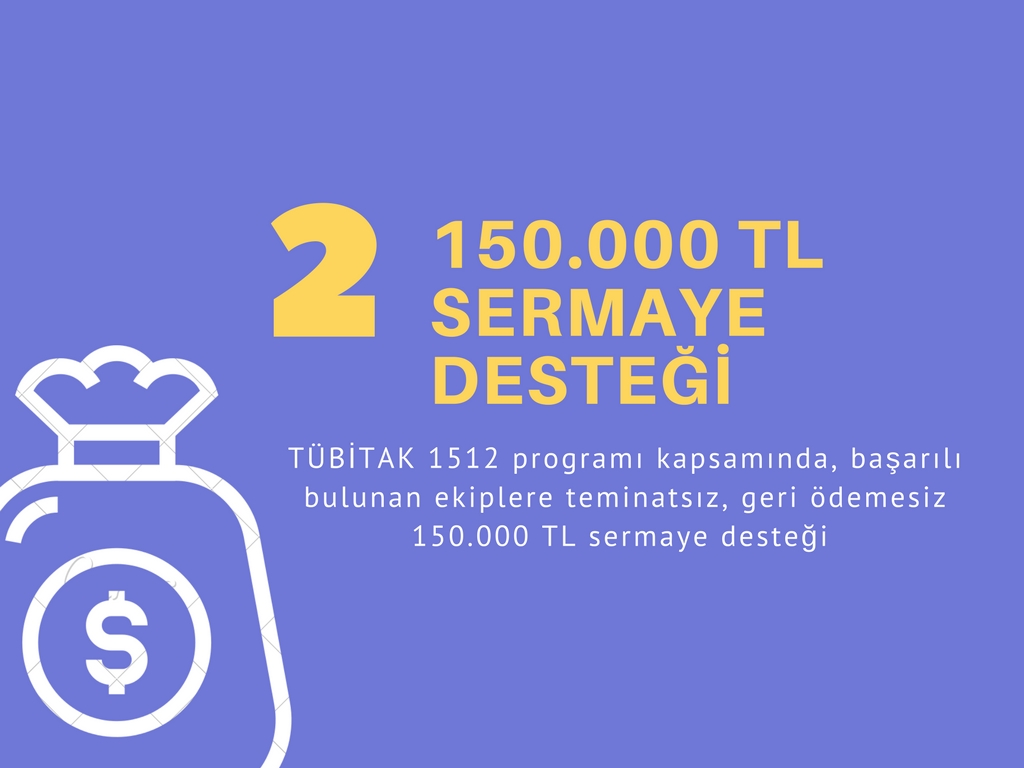 2
150.000 TL
SERMAYE
DESTEĞİ
TÜBİTAK 1512 programı kapsamında, başarılı
bulunan ekiplere teminatsız, geri ödemesiz
150.000 TL sermaye desteği
$